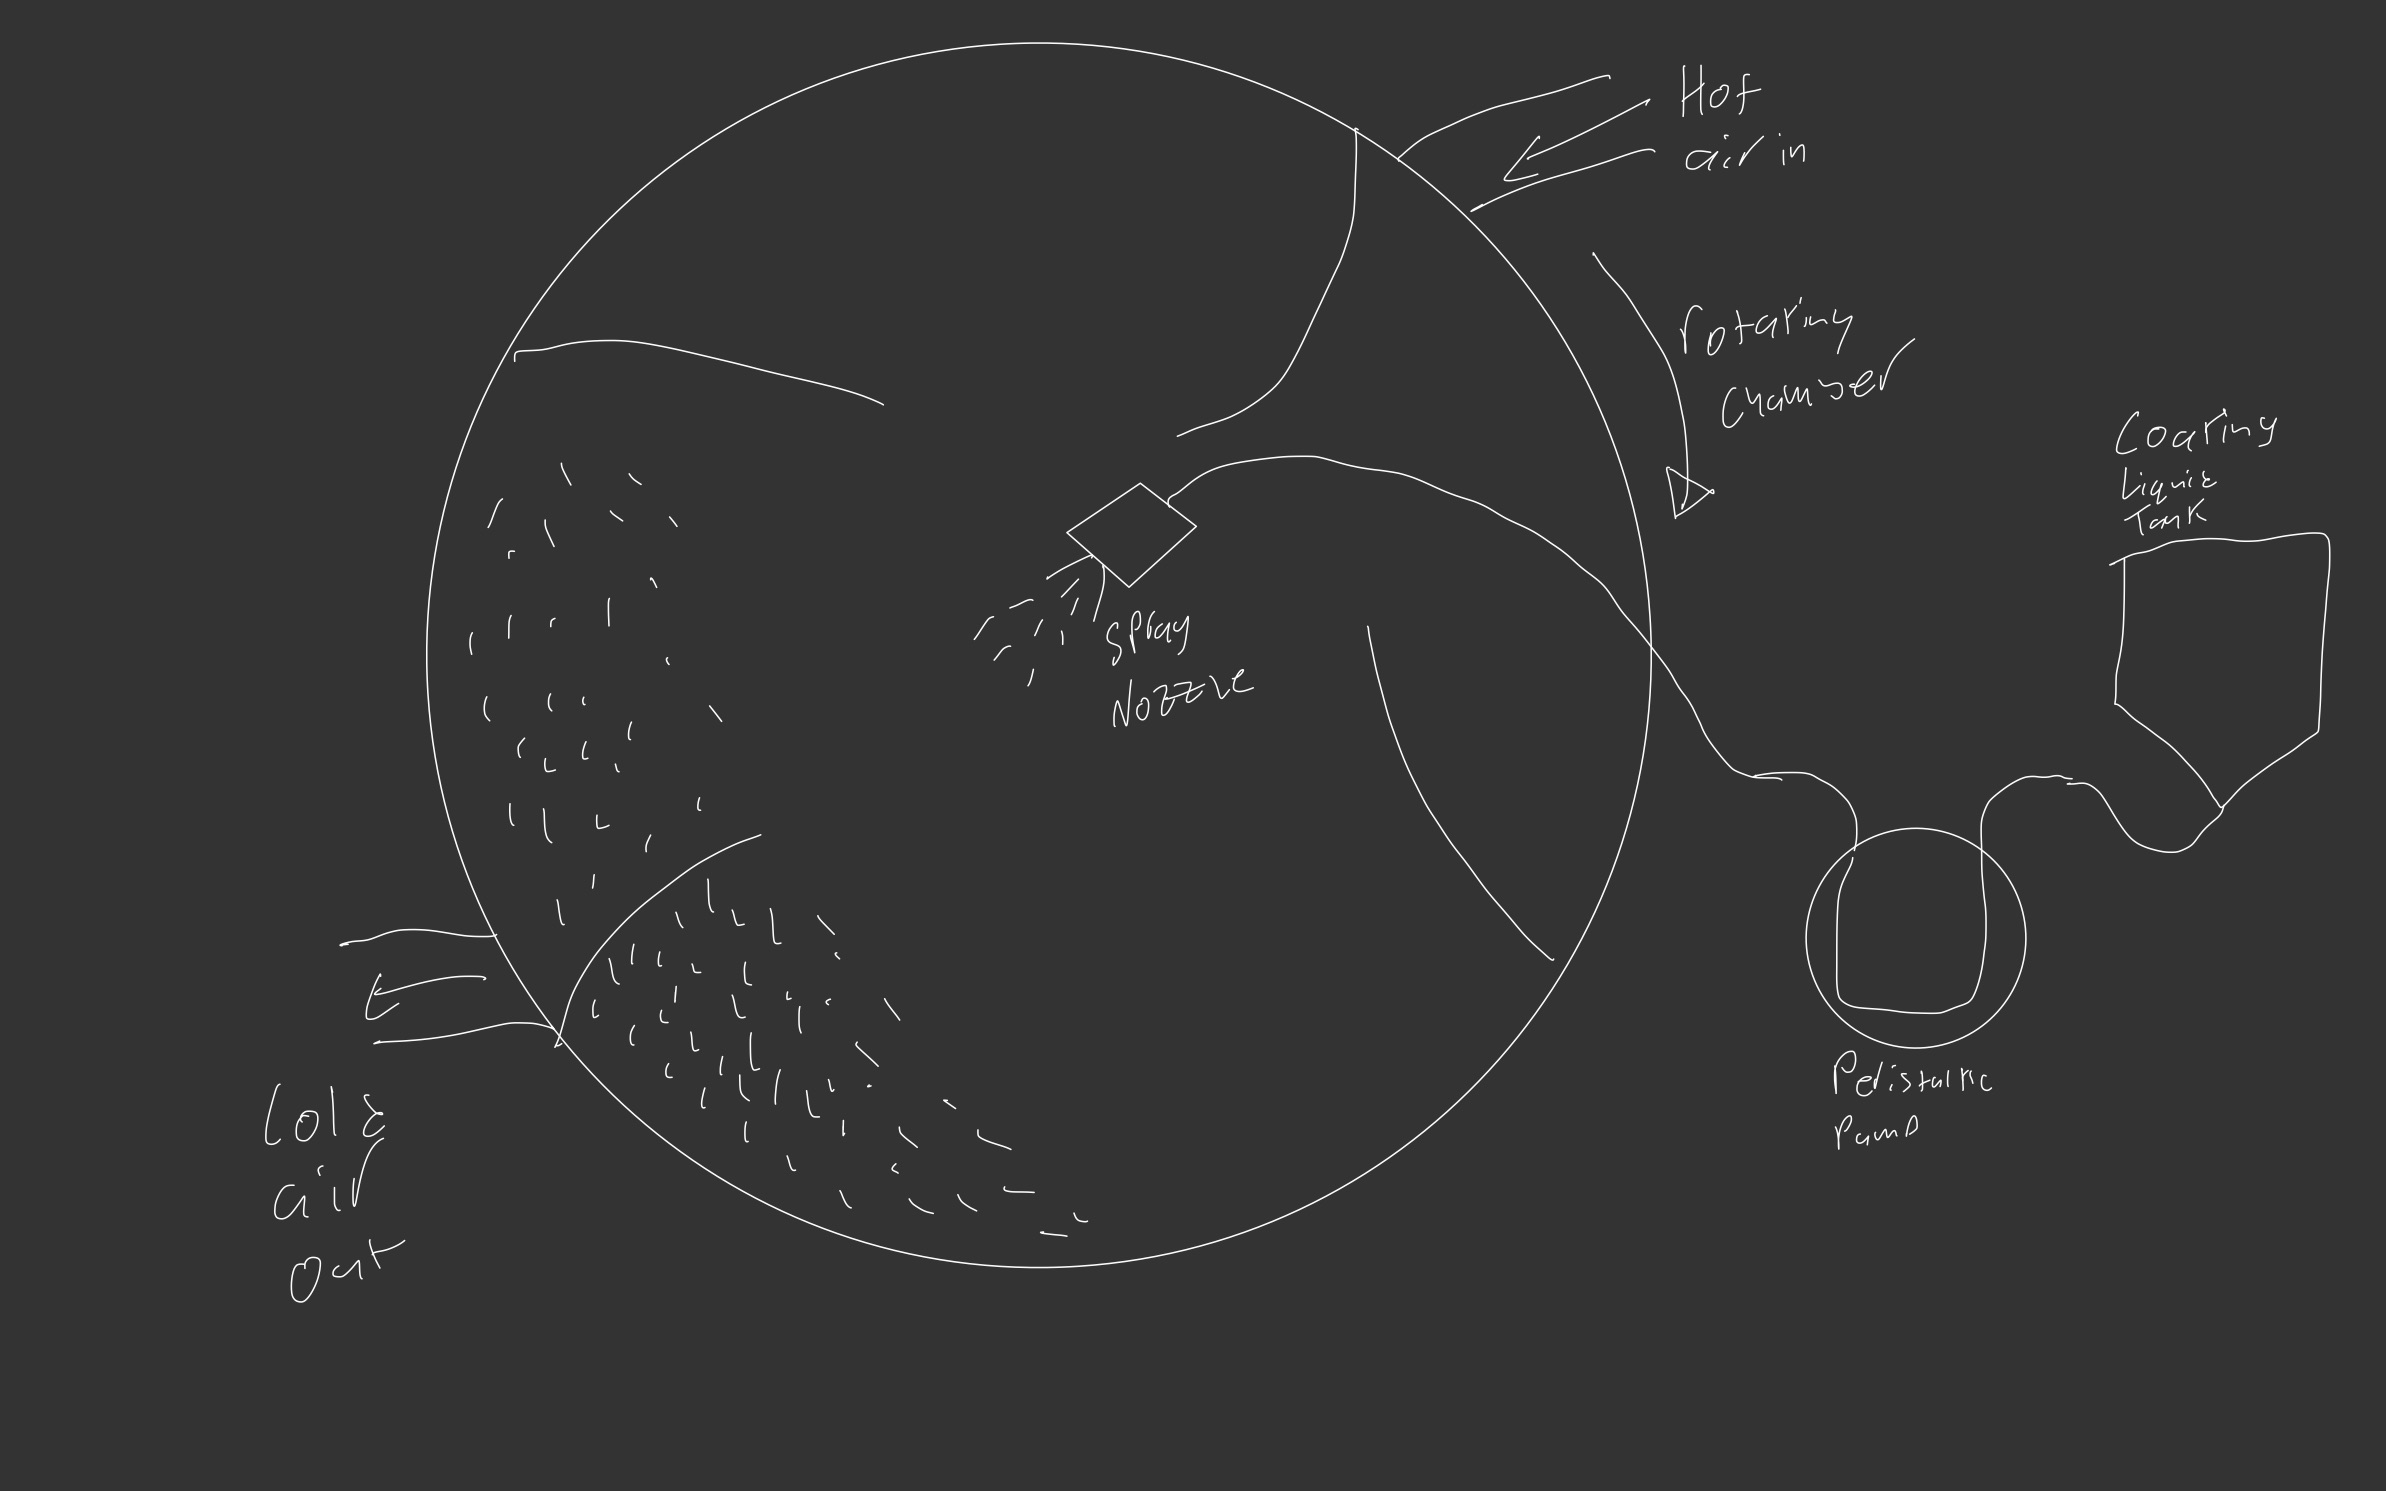 Hot
air in
rotating
chamber
Coating
Liquid
Tank
Spray
Nozzle
Peristaltic
Pump
Cold
air
Out